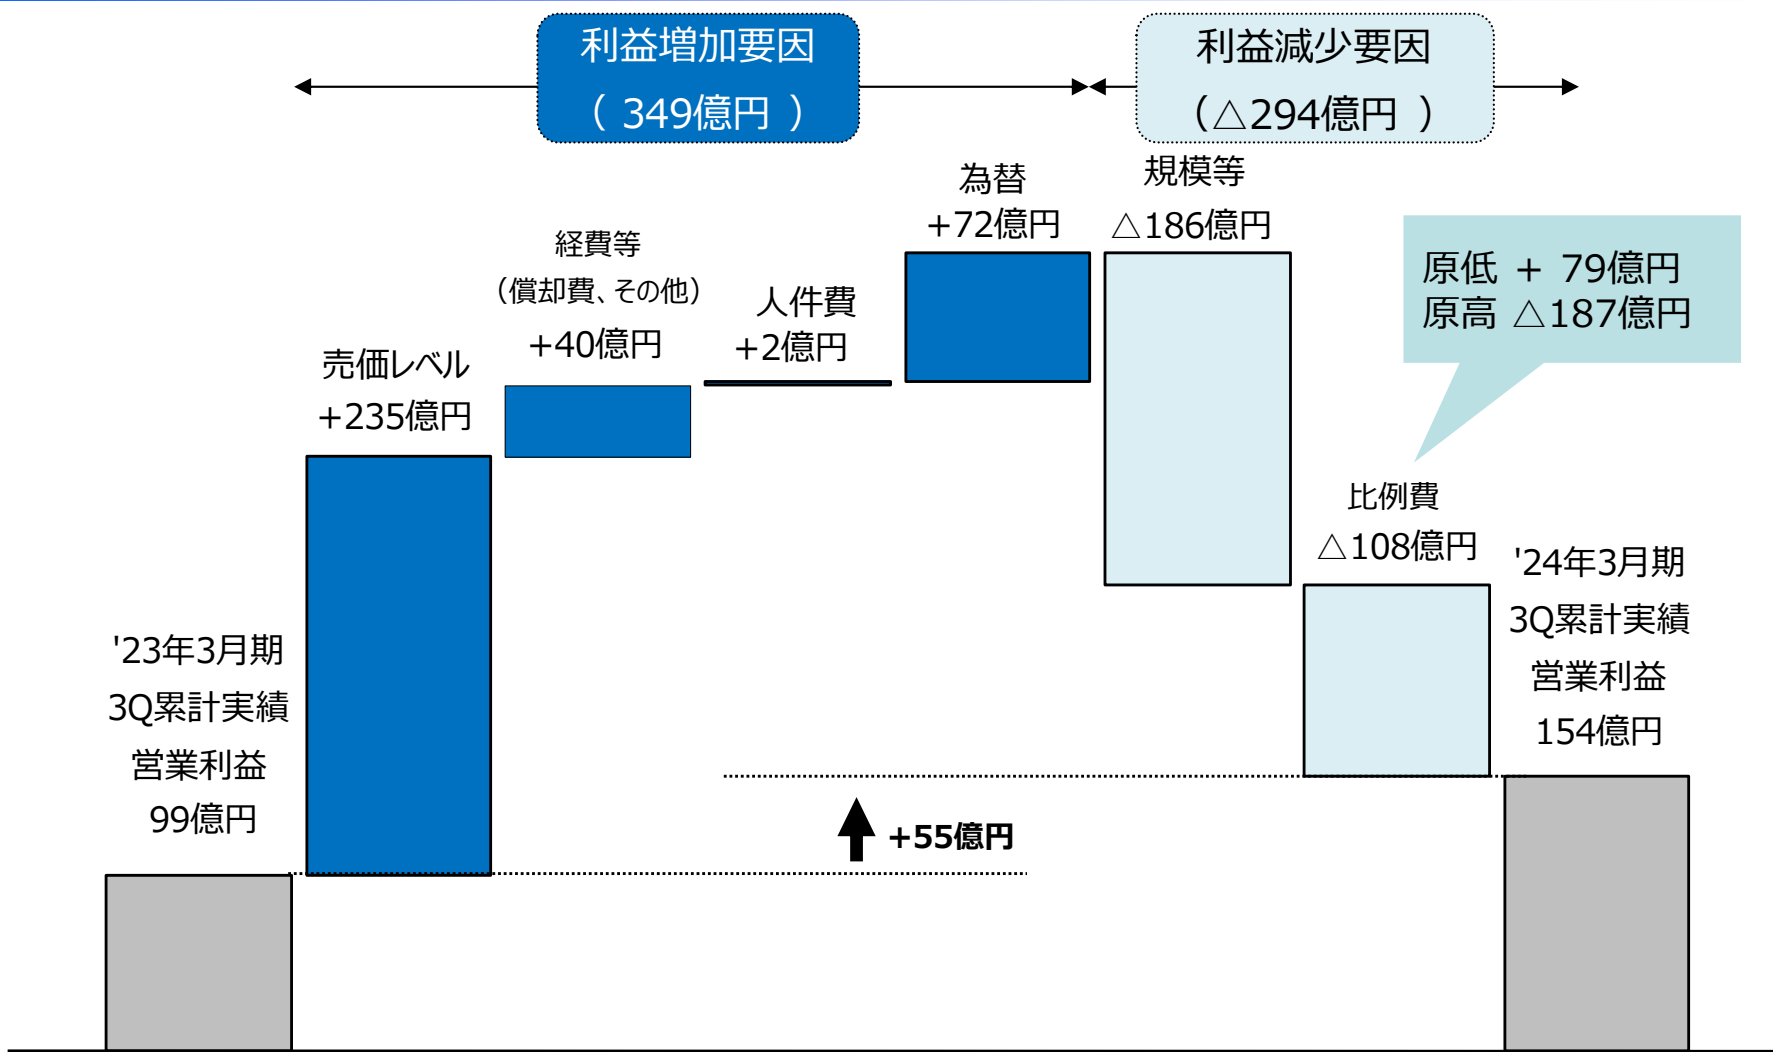 利益増加要因
（ 349億円 ）
利益減少要因
（△294億円 ）
為替
+72億円
規模等
△186億円
経費等
（償却費、その他）
+40億円
人件費
+2億円
原低 + 79億円
原高 △187億円
売価レベル
+235億円
比例費
△108億円
'24年3月期
3Q累計実績
営業利益
154億円
'23年3月期
3Q累計実績
営業利益
99億円
+55億円